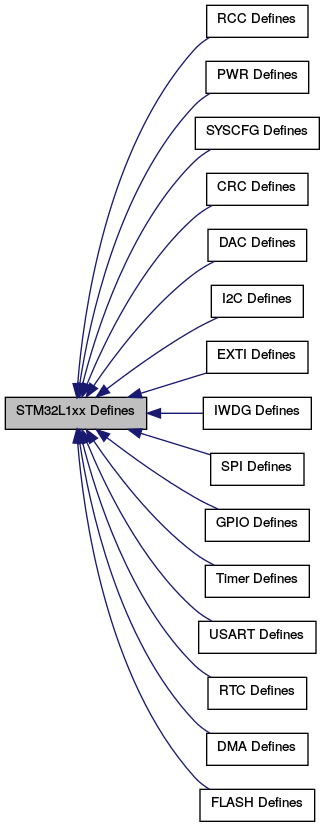 RCC Defines
PWR Defines
SYSCFG Defines
CRC Defines
DAC Defines
I2C Defines
EXTI Defines
STM32L1xx Defines
IWDG Defines
SPI Defines
GPIO Defines
Timer Defines
USART Defines
RTC Defines
DMA Defines
FLASH Defines